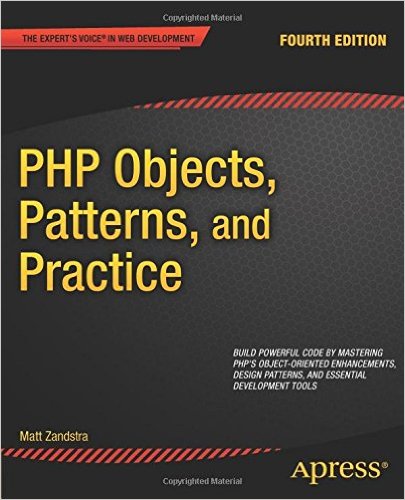 Copyrighted Material
THE EXPERT'S VOICE® IN WEB DEVELOPMENT
FOURTH EDITION
PHP Objects,
Patterns, and
Practice
BUILD POWERFUL CODE BY MASTERING
PHP'S OBJECT-ORIENTED ENHANCEMENTS,
DESIGN PATTERNS, AND ESSENTIAL
DEVELOPMENT TOOLS
Matt Zandstra
Apress®
Copyrighted Material